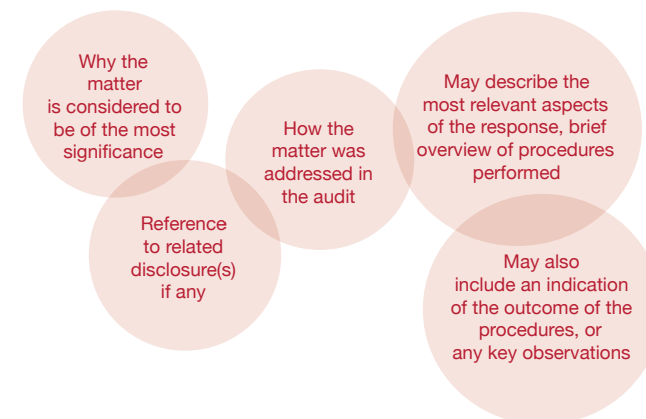 Why the
matter
is considered to
be of the most
significance
Reference
to related
disclosure(s)
if any
How the
matter was
addressed in
the audit
May describe the
most relevant aspects
of the response, brief
overview of procedures
performed
May also
include an indication
of the outcome of the
procedures, or
any key observations